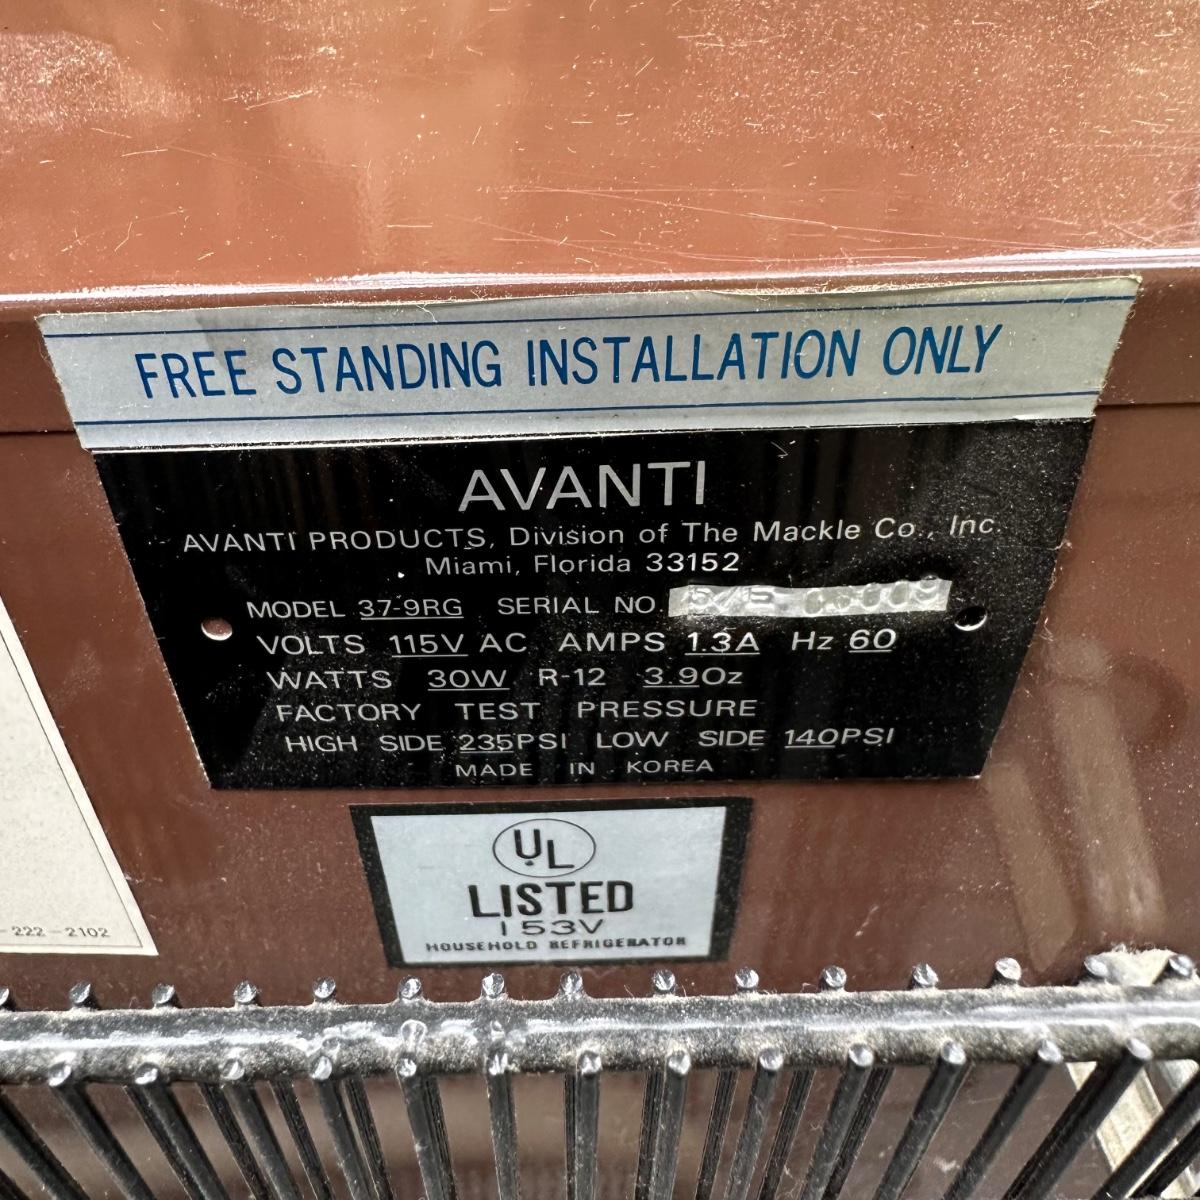 FREE STANDING INSTALLATION ONLY
AVANTI
AVANTI PRODUCTS, Division of The Mackle Co., Inc.
Miami, Florida 33152
MODEL 37-9RG SERIAL NO.
VOLTS 115V AC AMPS 1.3A Hz 60
WATTS 30W R-12 3.9Oz
FACTORY TEST PRESSURE
HIGH SIDE 235PSI LOW SIDE 140PSI
MADE IN KOREA
UL
LISTED
153V
HOUSEHOLD REFRIGERATOR
-222-2102